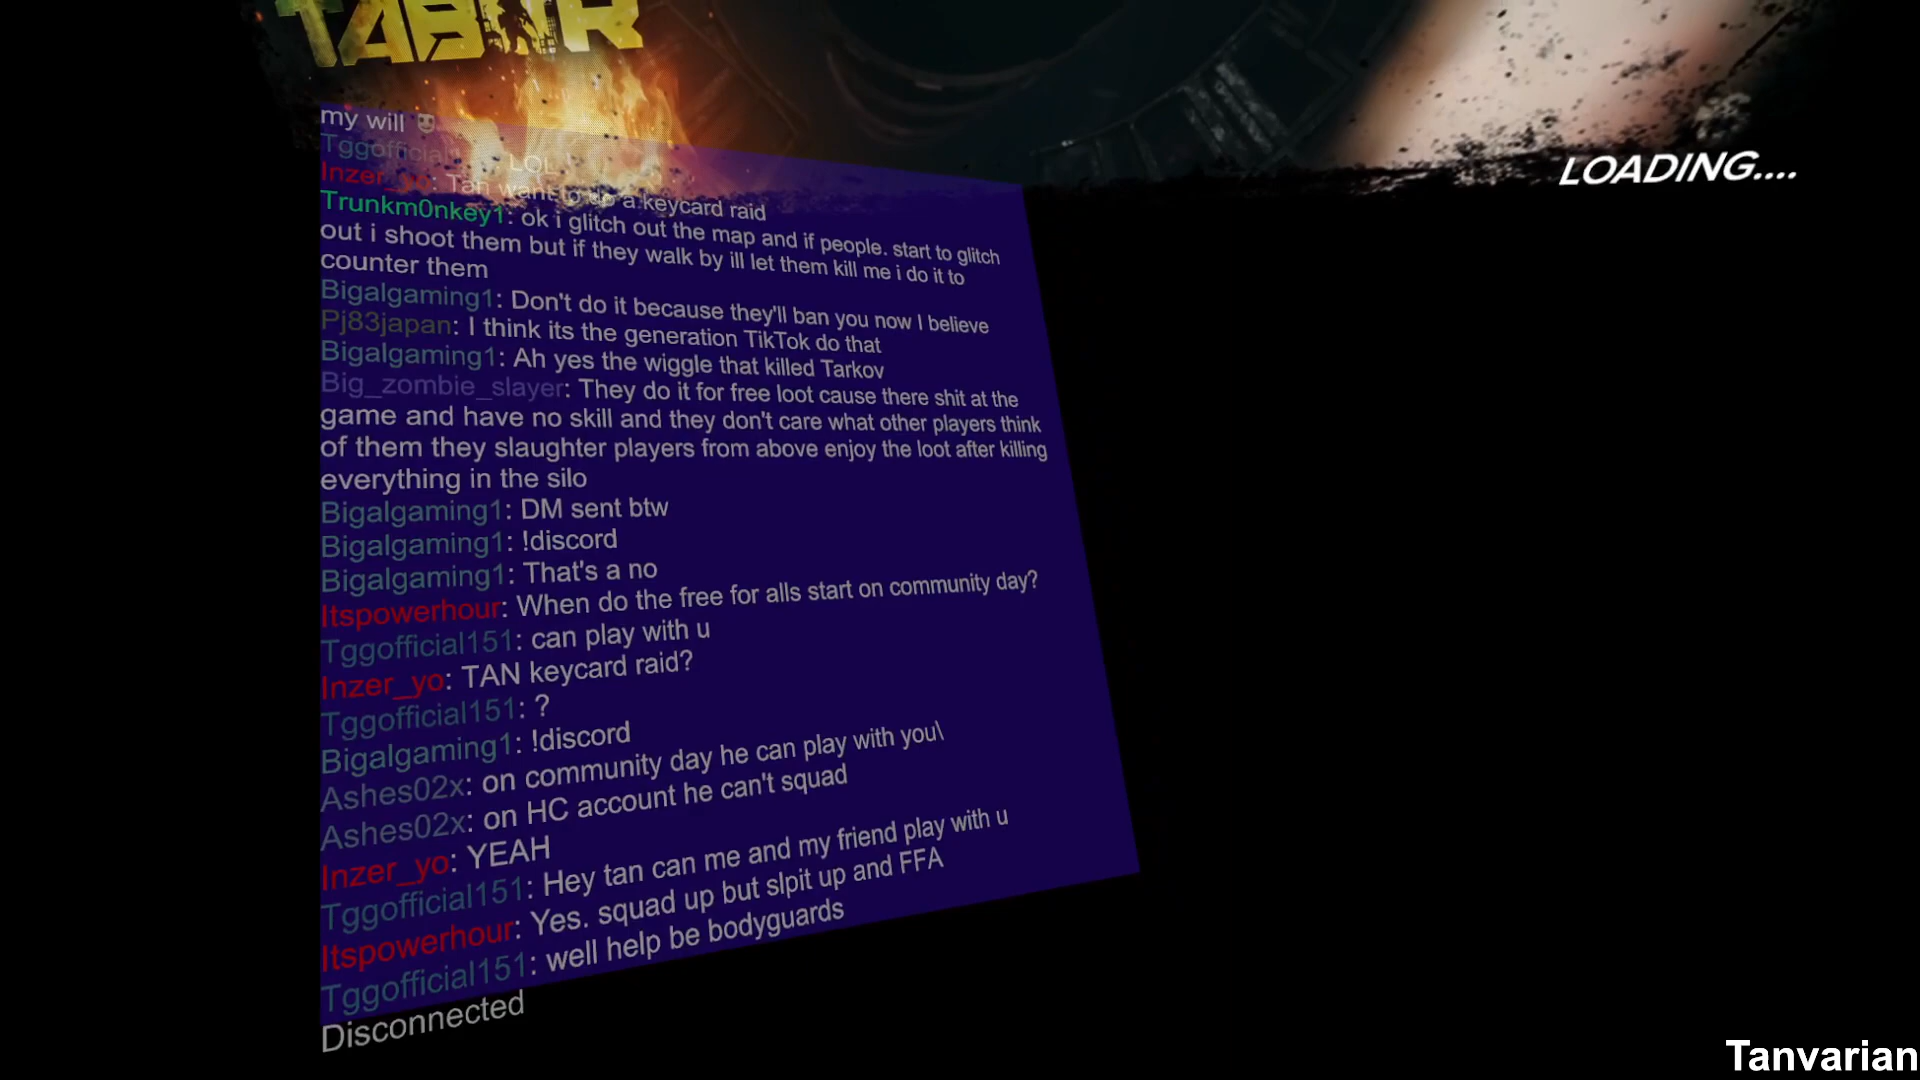 TABOR
my will
Tggofficial LOL
Inzer_yo: Tan want to do a keycard raid
Trunkm0nkey1: ok i glitch out the map and if people. start to glitch
out i shoot them but if they walk by ill let them kill me i do it to
counter them
Bigalgaming1: Don't do it because they'll ban you now I believe
Pj83japan: I think its the generation TikTok do that
Bigalgaming1: Ah yes the wiggle that killed Tarkov
Big_zombie_slayer: They do it for free loot cause there shit at the
game and have no skill and they don't care what other players think
of them they slaughter players from above enjoy the loot after killing
everything in the silo
Bigalgaming1: DM sent btw
Bigalgaming1: !discord
Bigalgaming1: That's a no
Itspowerhour: When do the free for alls start on community day?
Tggofficial151: can play with u
Inzer_yo: TAN keycard raid?
Tggofficial151: ?
Bigalgaming1: !discord
Ashes02x: on community day he can play with you\
Ashes02x: on HC account he can't squad
Inzer_yo: YEAH
Tggofficial151: Hey tan can me and my friend play with u
Itspowerhour: Yes. squad up but slpit up and FFA
Tggofficial151: well help be bodyguards
Disconnected
LOADING....
Tanvarian